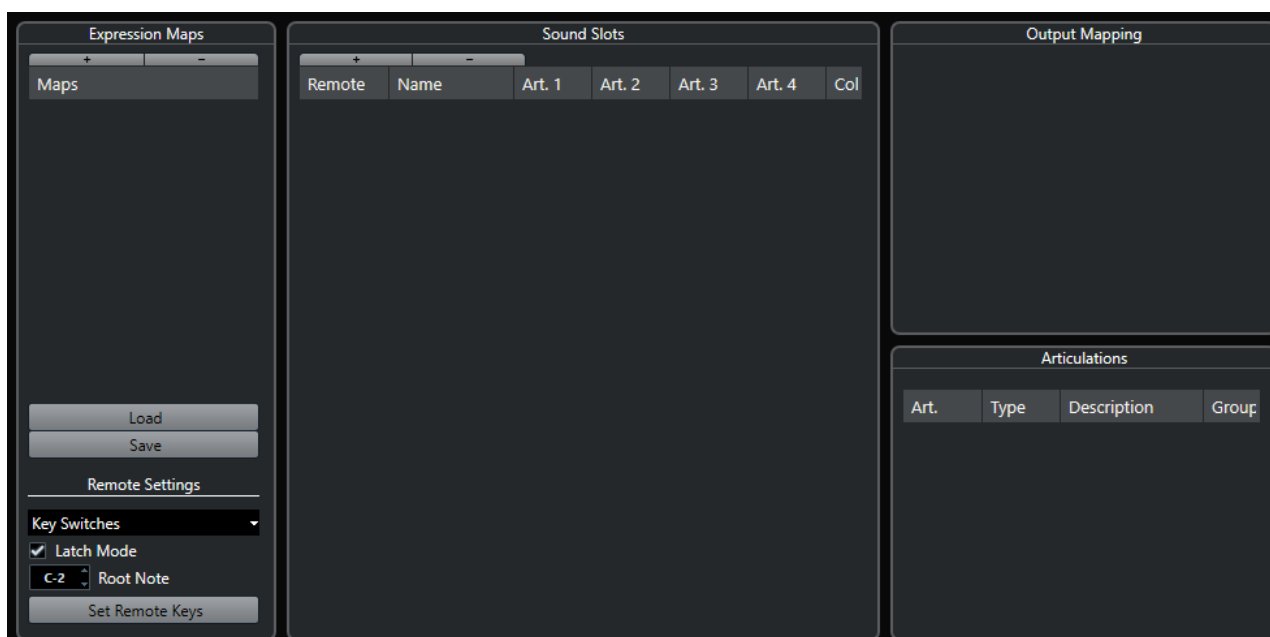 Expression Maps
+ -
Maps
Load
Save
Remote Settings
Key Switches
Latch Mode
C-2 Root Note
Set Remote Keys
Sound Slots
+ -
Remote Name Art. 1 Art. 2 Art. 3 Art. 4 Col
Output Mapping
Articulations
Art. Type Description Group